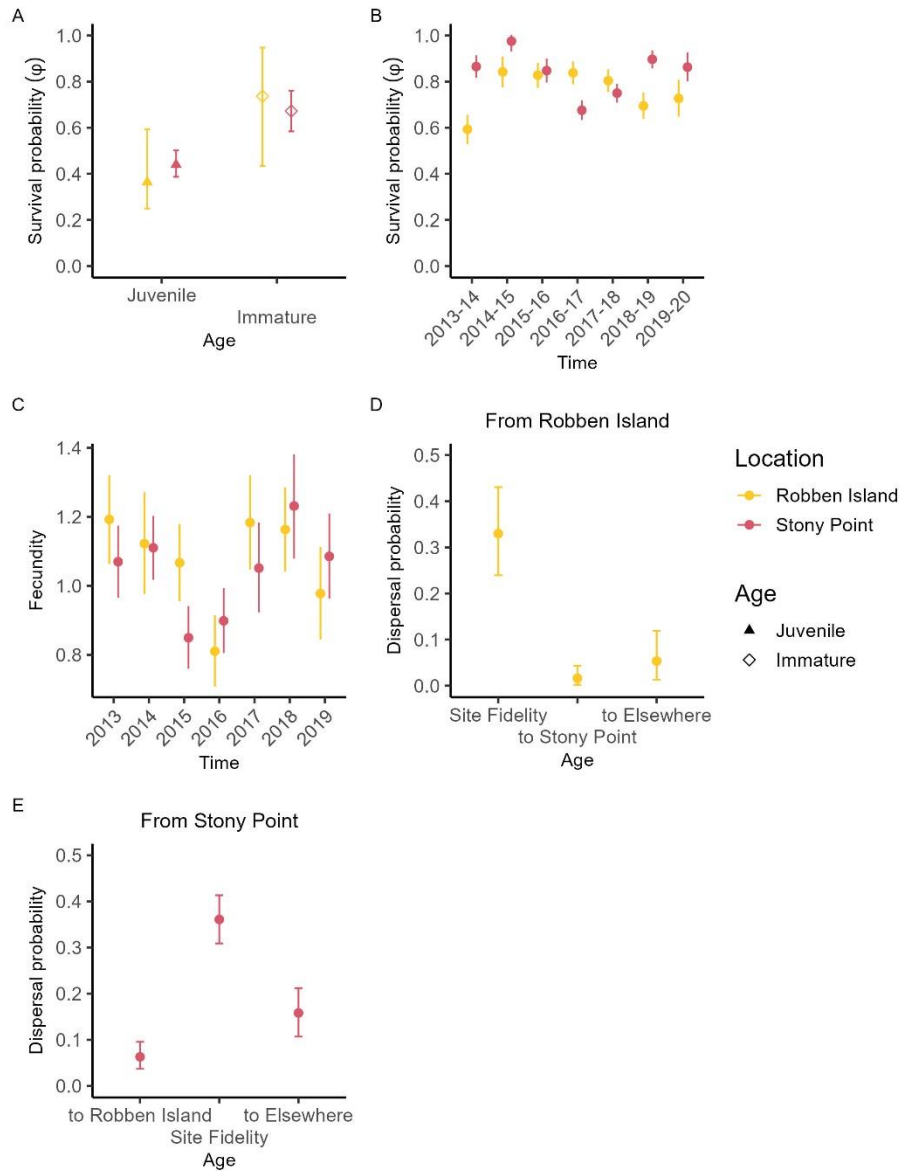 A
Survival probability (φ)
1.0
0.8
0.6
0.4
0.2
0.0
Juvenile
Immature
Age
B
Survival probability (φ)
1.0
0.8
0.6
0.4
0.2
0.0
2013-14
2014-15
2015-16
2016-17
2017-18
2018-19
2019-20
Time
C
Fecundity
1.4
1.2
1.0
0.8
2013
2014
2015
2016
2017
2018
2019
Time
D
From Robben Island
Dispersal probability
0.5
0.4
0.3
0.2
0.1
0.0
Site Fidelity
to Stony Point
to Elsewhere
Age
Location
Robben Island
Stony Point
Age
Juvenile
Immature
E
From Stony Point
Dispersal probability
0.5
0.4
0.3
0.2
0.1
0.0
to Robben Island
Site Fidelity
to Elsewhere
Age